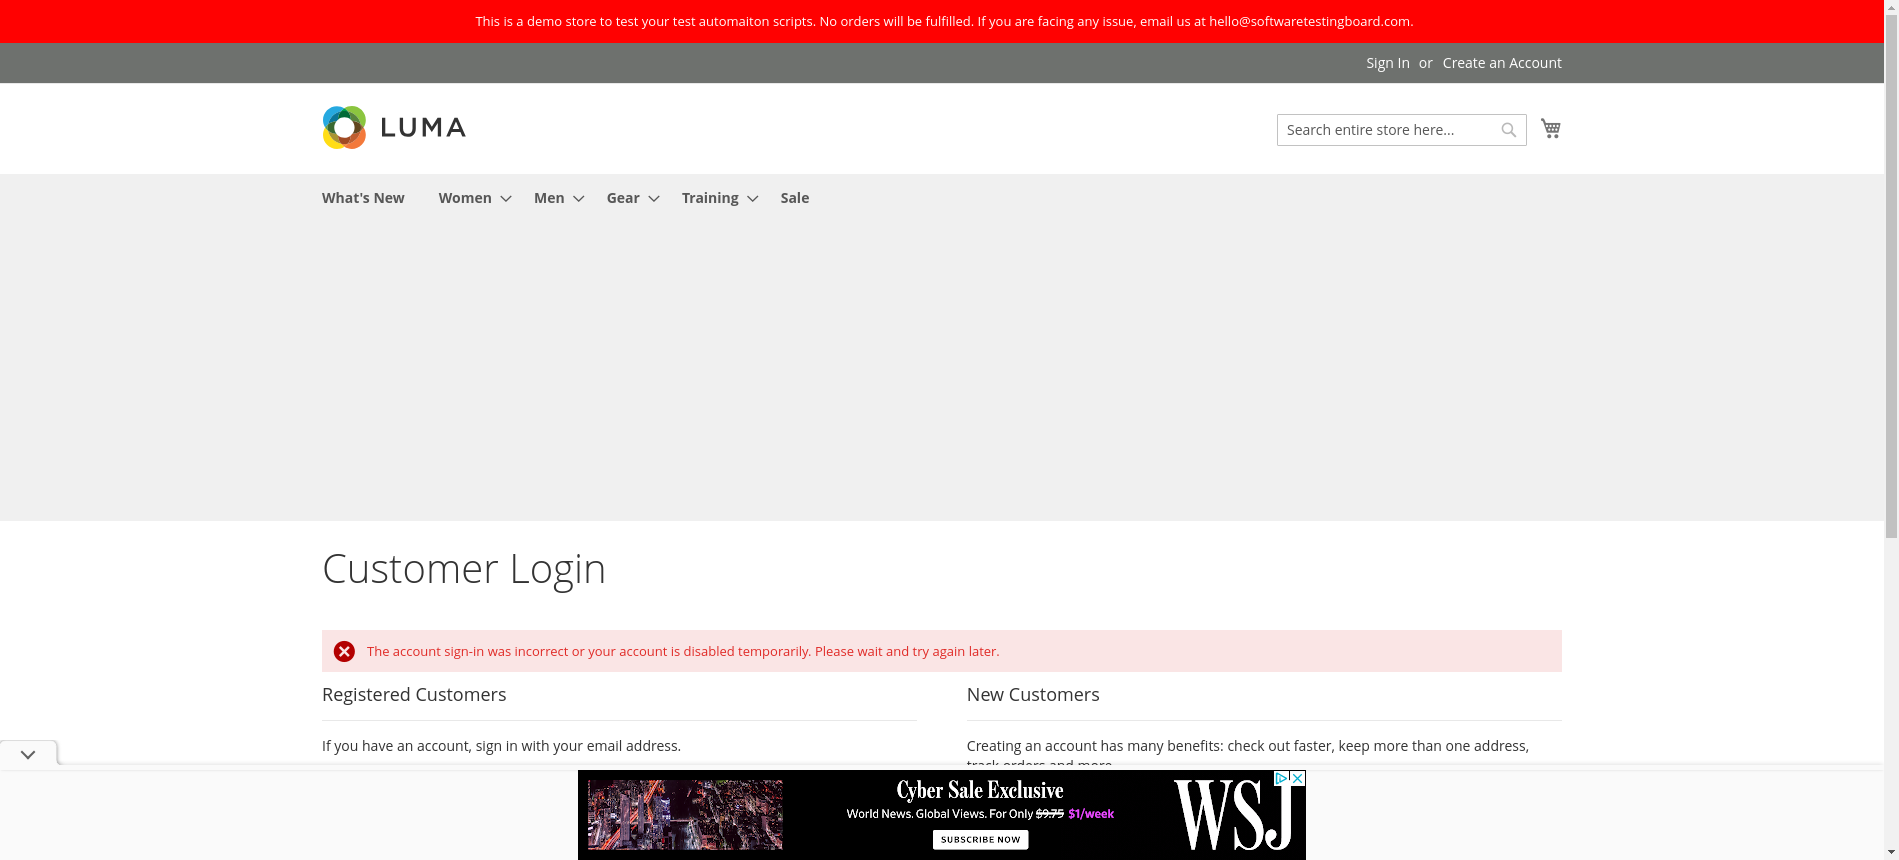 This is a demo store to test your test automaiton scripts. No orders will be fulfilled. If you are facing any issue, email us at hello@softwaretestingboard.com.
Sign In or Create an Account
LUMA
Search entire store here...
What's New Women Men Gear Training Sale
Customer Login
The account sign-in was incorrect or your account is disabled temporarily. Please wait and try again later.
Registered Customers
If you have an account, sign in with your email address.
New Customers
Creating an account has many benefits: check out faster, keep more than one address,
track orders and more.
Cyber Sale Exclusive
World News. Global Views. For Only $9.75 $1/week
SUBSCRIBE NOW
WSJ